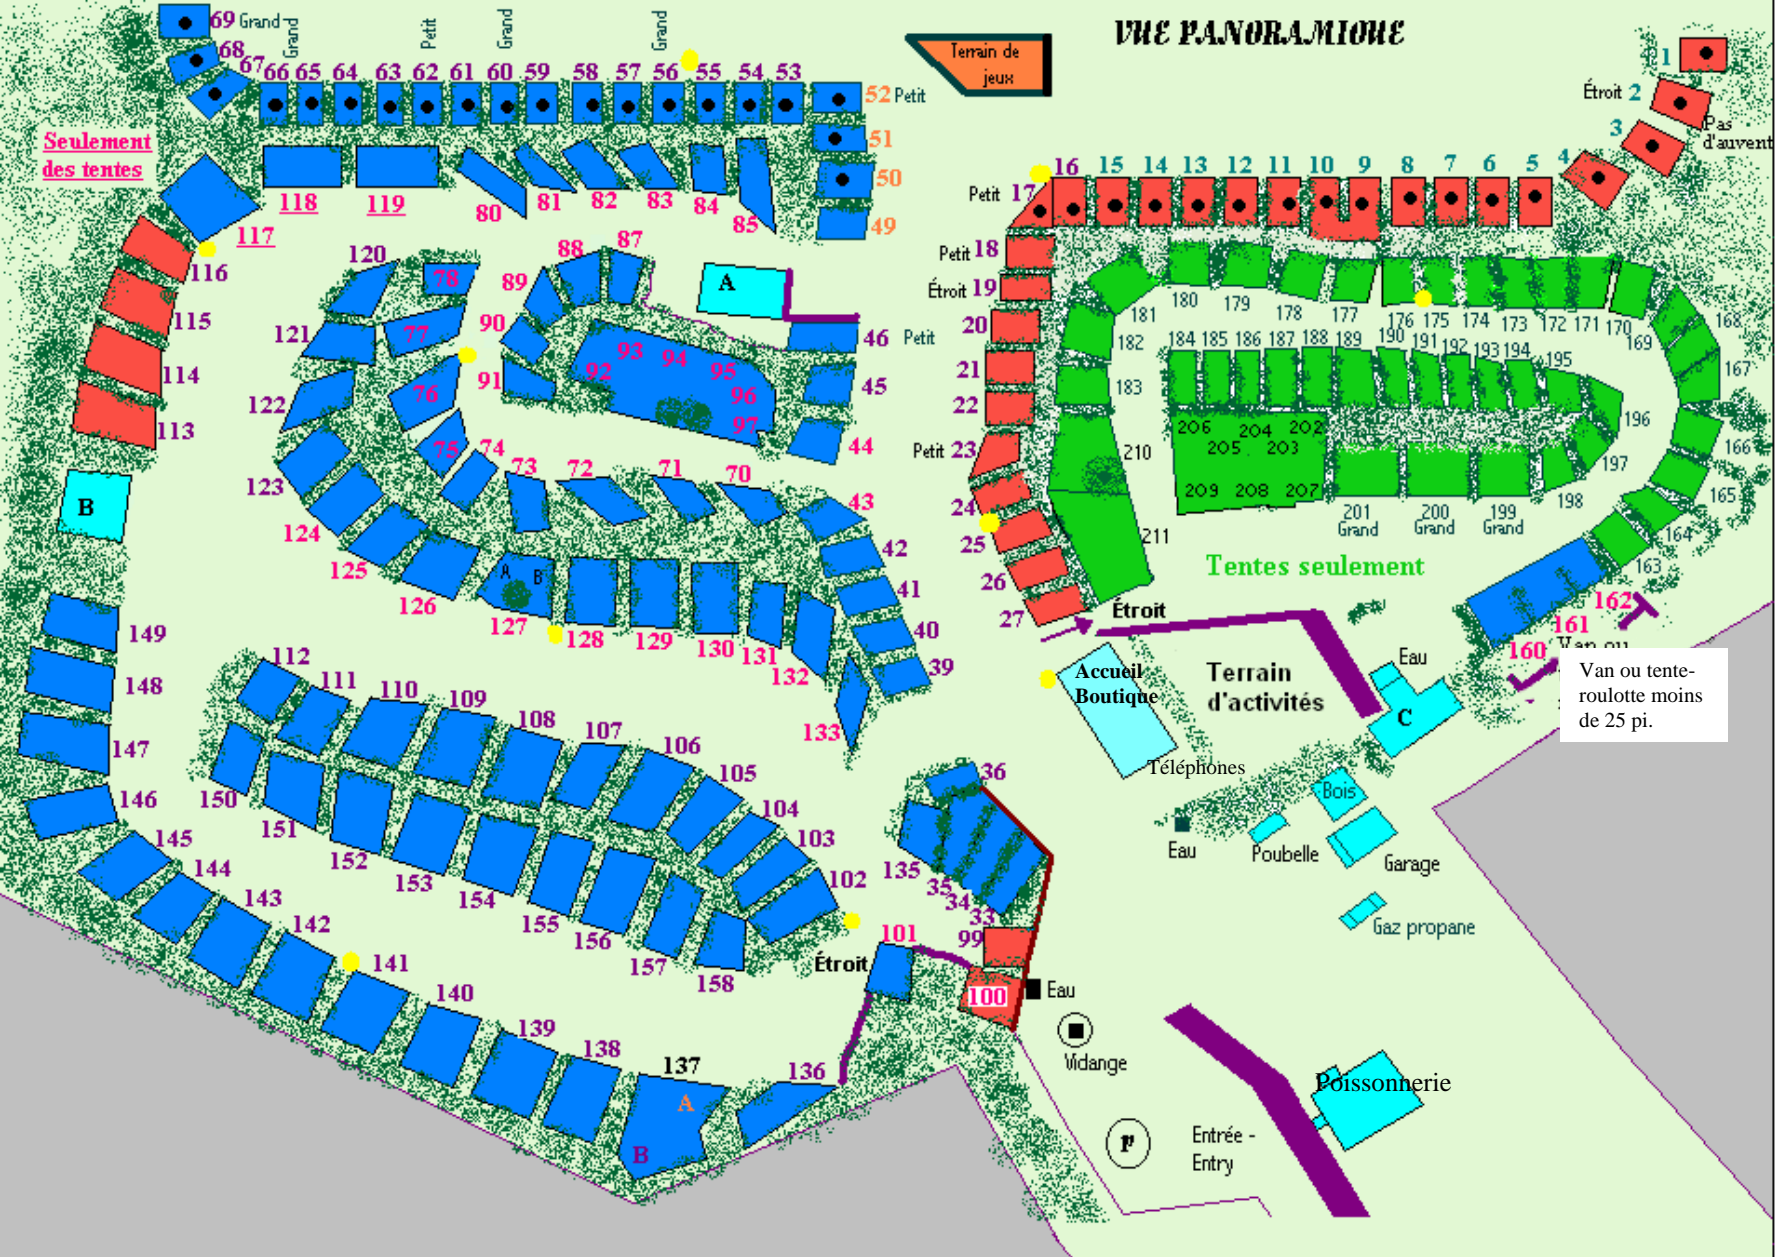 VUE PANORAMIQUE
69 Grand
Grand
Petit
Grand
Grand
Terrain de
jeux
68
67
66 65 64 63 62 61 60 59 58 57 56 55 54 53
52 Petit
51
50
49
1
Étroit 2
3
Pas
d'auvent
4
Seulement
des tentes
118
119
80
81
82
83
84
85
117
16
15 14 13 12 11 10 9 8 7 6 5
Petit 17
Petit 18
Étroit 19
20
21
22
Petit 23
24
25
26
27
116
115
114
113
B
120
78
121
77
122
76
75
74
73
72
71
70
123
124
125
126
A B
127
128
129
130
131
132
133
89
88
87
90
91
92
93
94
95
96
97
A
46 Petit
45
44
43
42
41
40
39
180
179
178
177
176
175
174
173
172
171
170
169
168
167
166
165
164
163
181
182
183
184 185 186 187 188 189 190 191 192 193 194 195
196
197
198
206
204
202
205
203
209 208 207
201
Grand
200
Grand
199
Grand
210
211
Tentes seulement
Étroit
162
161
160
Van ou
Van ou tente-
roulotte moins
de 25 pi.
Accueil
Boutique
Terrain
d'activités
Eau
C
Téléphones
Bois
Eau
Poubelle
Garage
Gaz propane
149
148
147
146
145
144
143
142
141
140
139
138
137
A
B
136
112
111
110
109
108
107
106
105
104
103
102
150
151
152
153
154
155
156
157
158
36
135
35
34
33
99
100
101
Étroit
Eau
Vidange
P
Entrée -
Entry
Poissonnerie